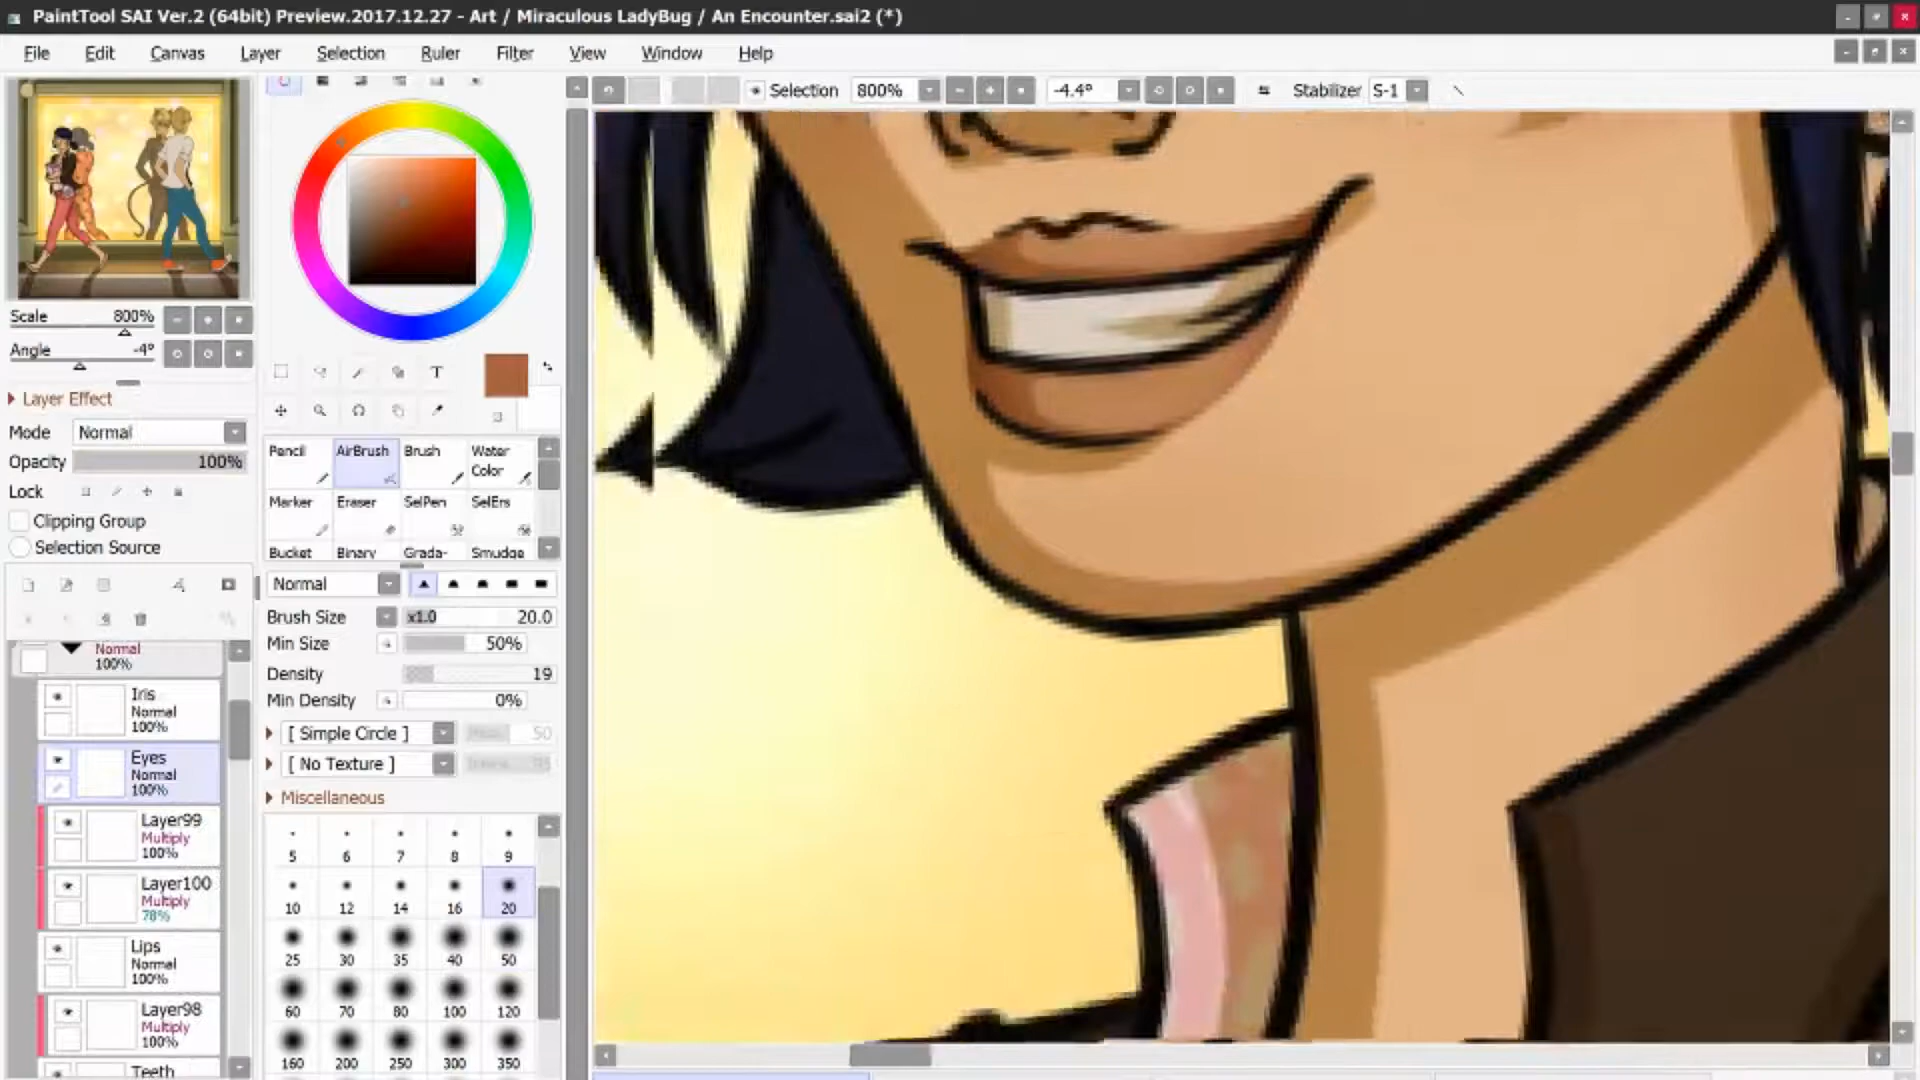 PaintTool SAI Ver.2 (64bit) Preview.2017.12.27 - Art / Miraculous LadyBug / An Encounter.sai2 (*)
File Edit Canvas Layer Selection Ruler Filter View Window Help
Selection 800% -4.4° Stabilizer S-1
Scale 800%
Angle -4°
Layer Effect
Mode Normal
Opacity 100%
Lock
Clipping Group
Selection Source
Normal
100%
Iris
Normal
100%
Eyes
Normal
100%
Layer99
Multiply
100%
Layer100
Multiply
78%
Lips
Normal
100%
Layer98
Multiply
100%
Teeth
T
Pencil AirBrush Brush Water Color
Marker Eraser SelPen SelErs
Bucket Binary Grada- Smudge
Normal
Brush Size x1.0 20.0
Min Size 50%
Density 19
Min Density 0%
[ Simple Circle ] 50
[ No Texture ]
Miscellaneous
5 6 7 8 9
10 12 14 16 20
25 30 35 40 50
60 70 80 100 120
160 200 250 300 350